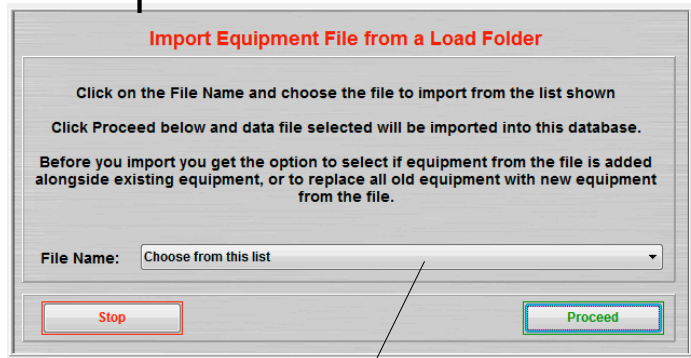 Import Equipment File from a Load Folder
Click on the File Name and choose the file to import from the list shown
Click Proceed below and data file selected will be imported into this database.
Before you import you get the option to select if equipment from the file is added
alongside existing equipment, or to replace all old equipment with new equipment
from the file.
File Name: Choose from this list
Stop Proceed